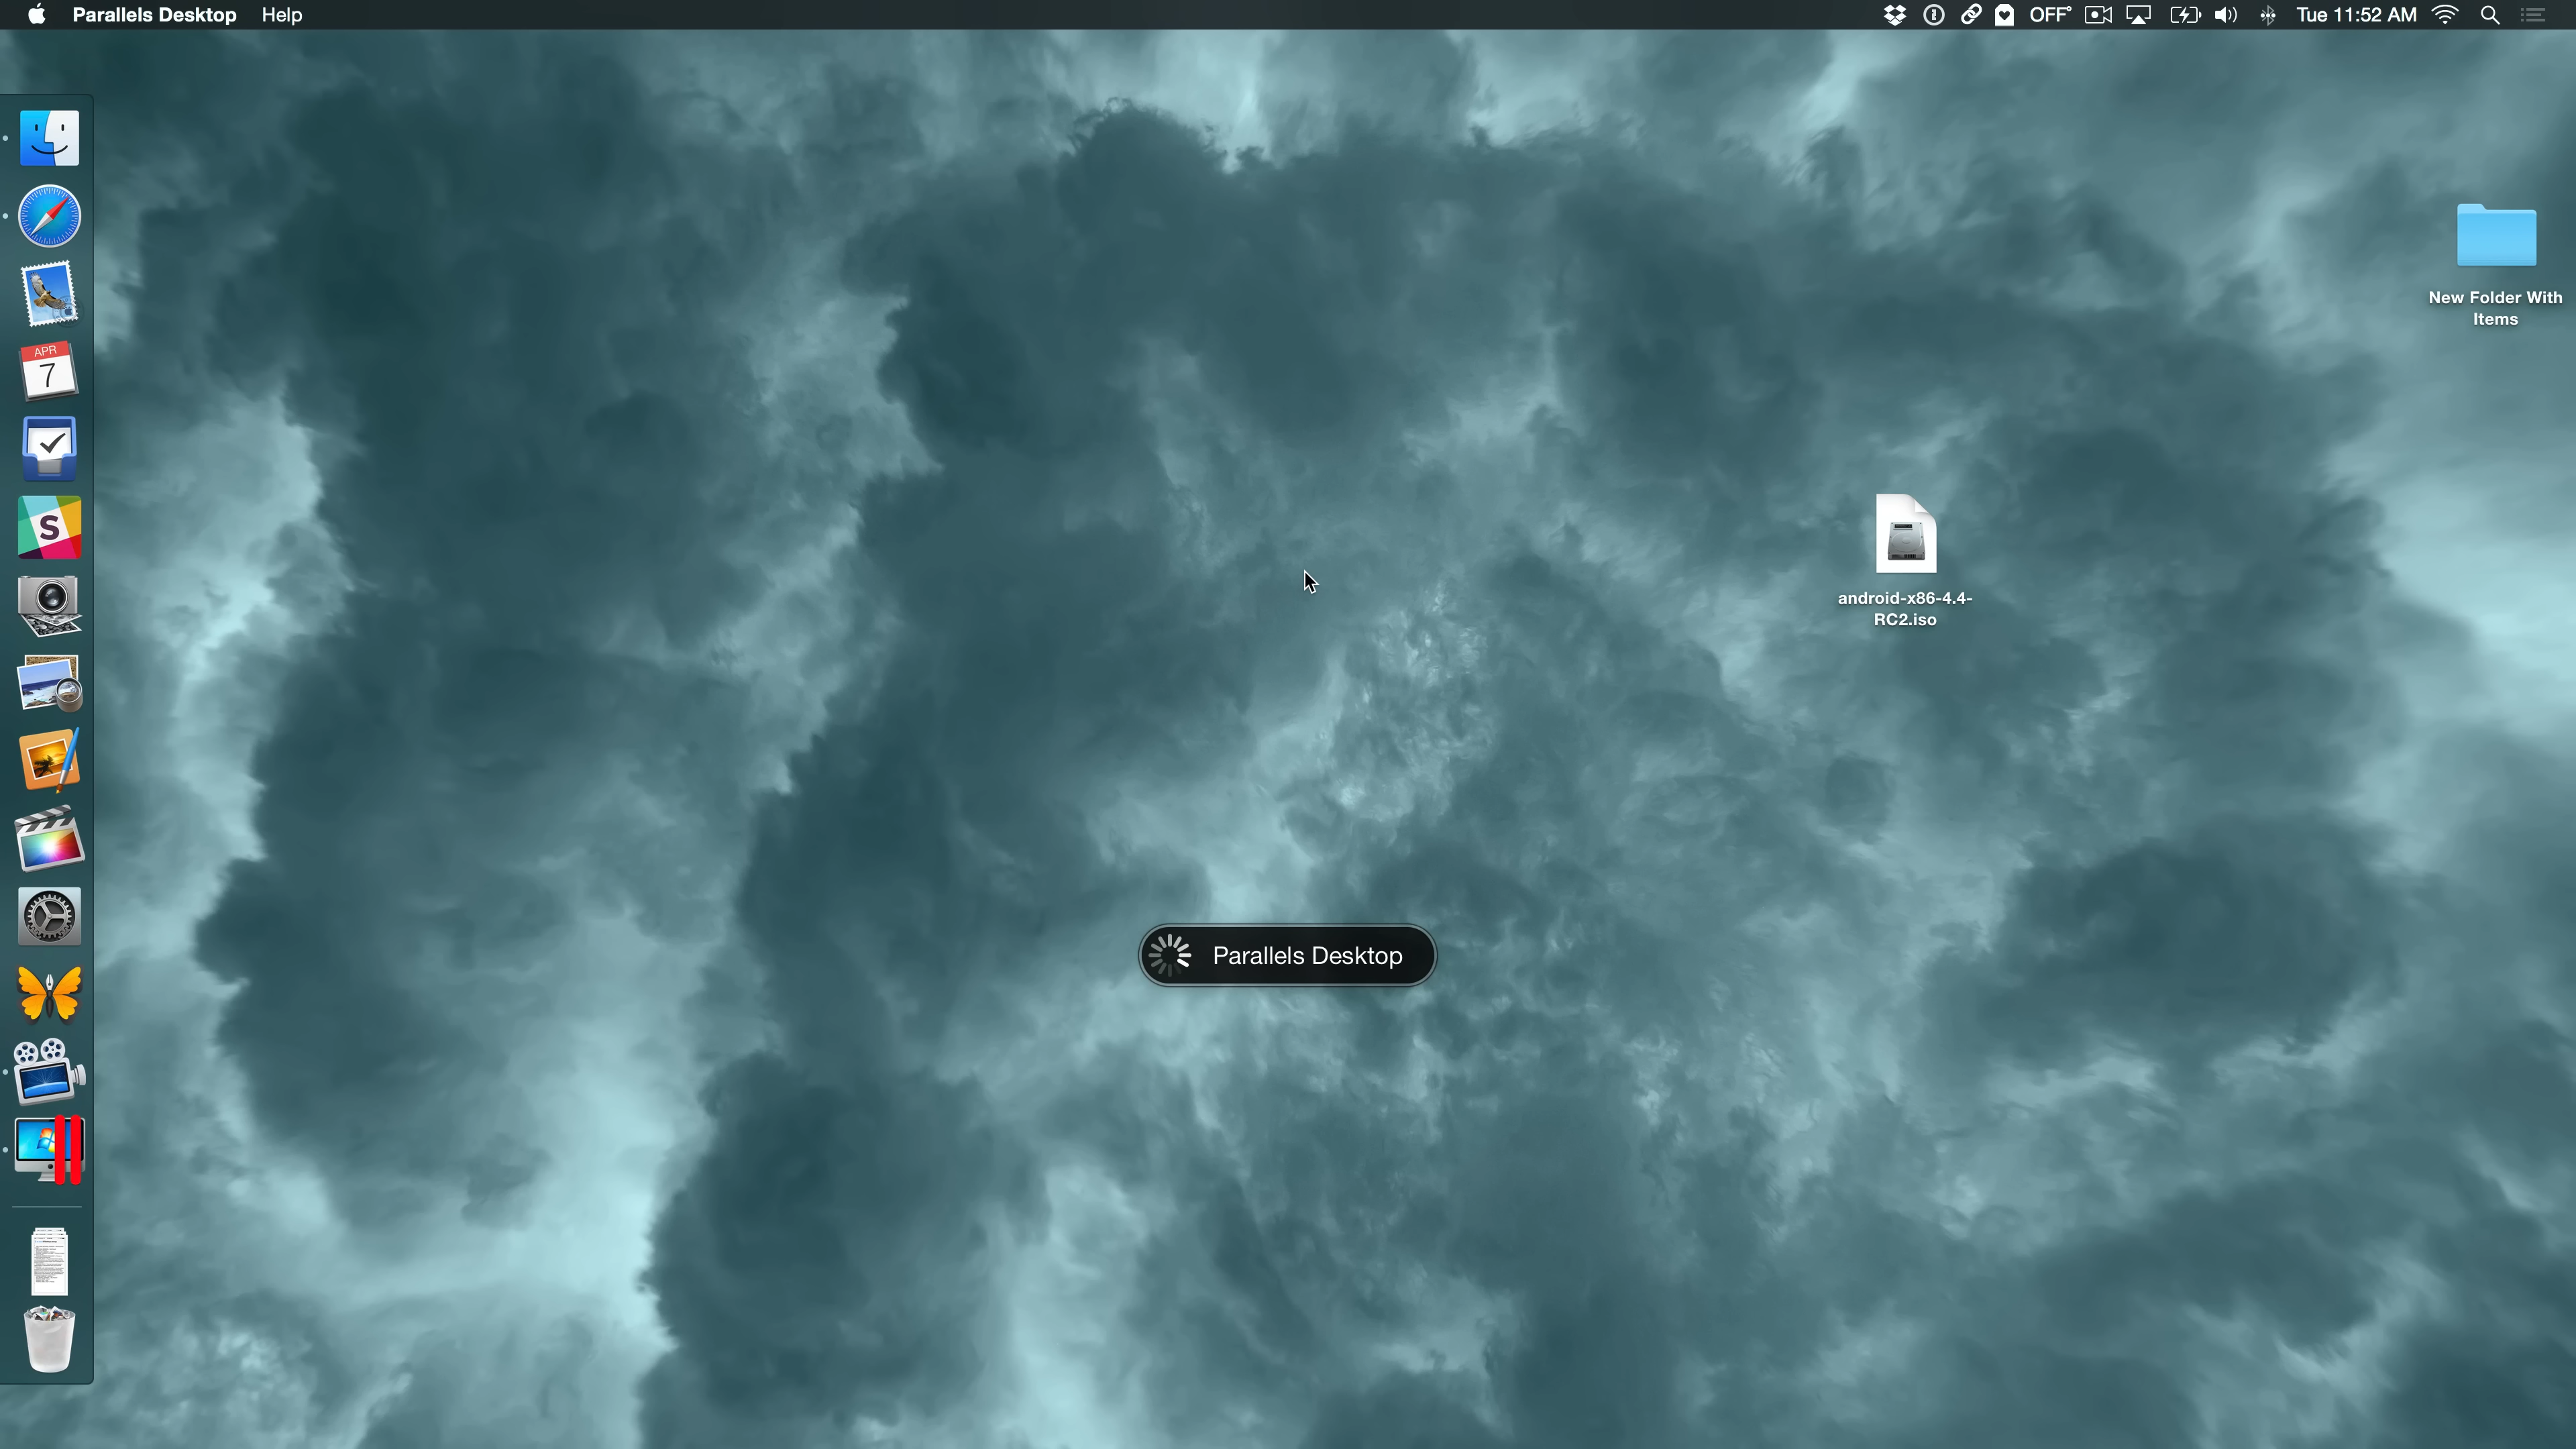 Parallels Desktop Help OFF° Tue 11:52 AM
New Folder With
Items
APR
7
S
android-x86-4.4-
RC2.iso
Parallels Desktop